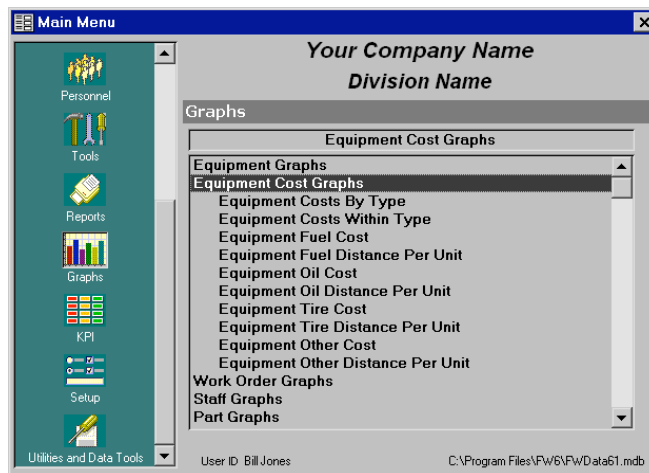 Main Menu
Your Company Name
Division Name
Personnel
Tools
Reports
Graphs
KPI
Setup
Utilities and Data Tools
Graphs
Equipment Cost Graphs
Equipment Graphs
Equipment Cost Graphs
Equipment Costs By Type
Equipment Costs Within Type
Equipment Fuel Cost
Equipment Fuel Distance Per Unit
Equipment Oil Cost
Equipment Oil Distance Per Unit
Equipment Tire Cost
Equipment Tire Distance Per Unit
Equipment Other Cost
Equipment Other Distance Per Unit
Work Order Graphs
Staff Graphs
Part Graphs
User ID Bill Jones
C:\Program Files\FW6\FWData61.mdb